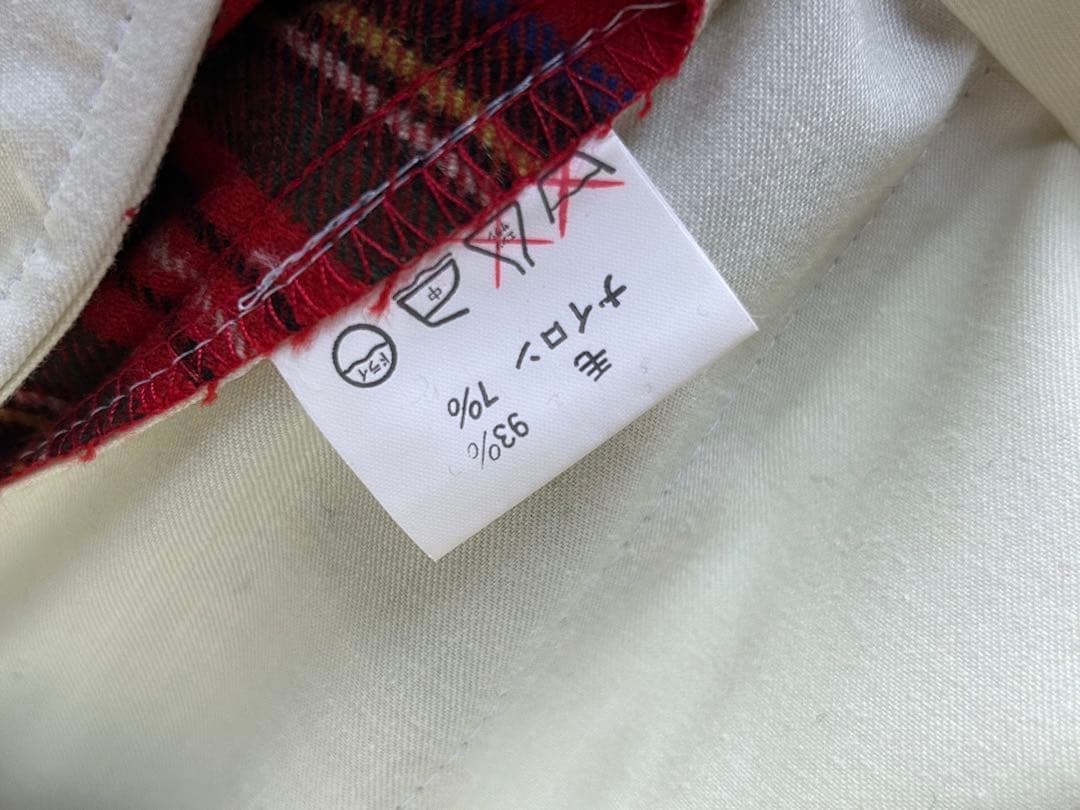 毛 93%
ナイロン 7%
中
ドライ